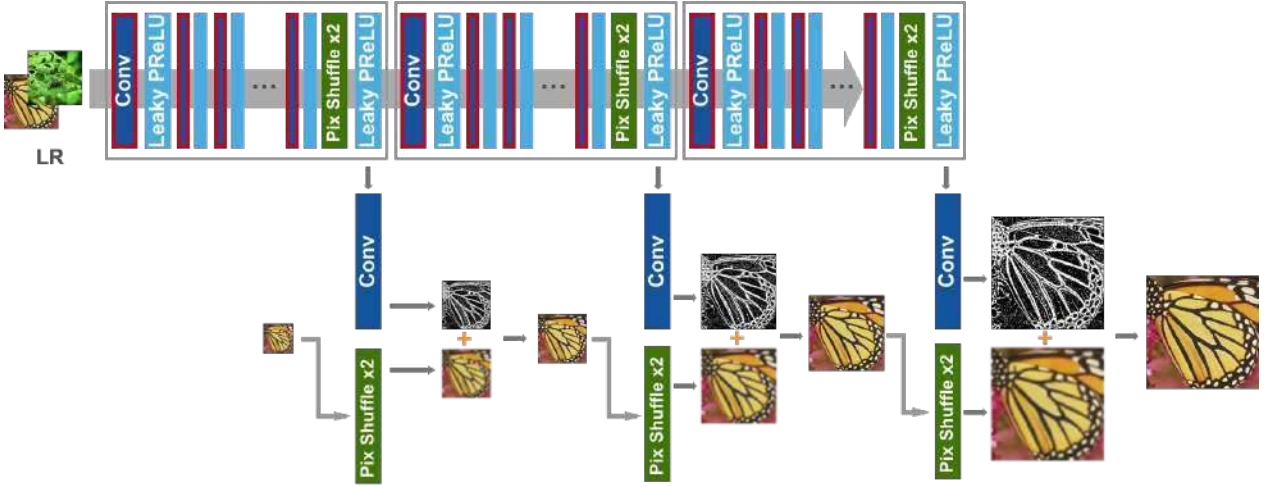 Conv
Leaky PReLU
...
Pix Shuffle x2
Leaky PReLU
Conv
Leaky PReLU
...
Pix Shuffle x2
Leaky PReLU
Conv
Leaky PReLU
...
Pix Shuffle x2
Leaky PReLU
LR
Conv
Conv
Conv
+
+
+
Pix Shuffle x2
Pix Shuffle x2
Pix Shuffle x2